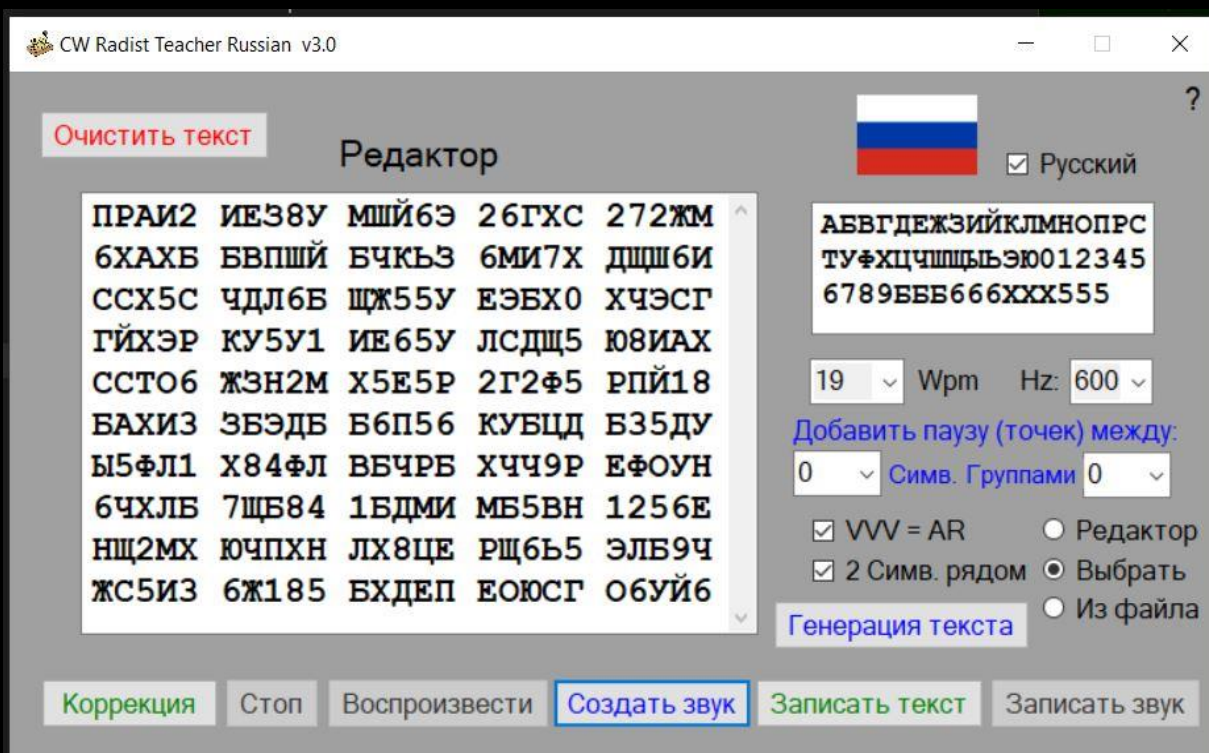 CW Radist Teacher Russian v3.0
?
Очистить текст
Редактор
Русский
ПРАИ2 ИЕЗ8У МШЙ6Э 26ГХС 272ЖМ
6ХАХБ БВПШЙ БЧКЬЗ 6МИ7Х ДЩШ6И
ССХ5С ЧДЛ6Б ЩЖ55У ЕЭБХ0 ХЧЭСГ
ГЙХЭР КУ5У1 ИЕ65У ЛСДЩ5 Ю8ИАХ
ССТО6 ЖЗН2М Х5Е5Р 2Г2Ф5 РПЙ18
БАХИЗ ЗБЭДБ Б6П56 КУБЦД Б35ДУ
Ы5ФЛ1 Х84ФЛ ВБЧРБ ХЧЧ9Р ЕФОУН
6ЧХЛБ 7ЩБ84 1БДМИ МБ5ВН 1256Е
НЩ2МХ ЮЧПХН ЛХ8ЦЕ РЩ6Ь5 ЭЛБ9Ч
ЖС5ИЗ 6Ж185 БХДЕП ЕОЮСГ О6УЙ6
АБВГДЕЖЗИЙКЛМНОПРС
ТУФХЦЧШЩЫЬЭЮ012345
6789БББ666ХХХ555
19 Wpm Hz: 600
Добавить паузу (точек) между:
0 Симв. Группами 0
VVV = AR Редактор
2 Симв. рядом Выбрать
Из файла
Генерация текста
Коррекция Стоп Воспроизвести Создать звук Записать текст Записать звук